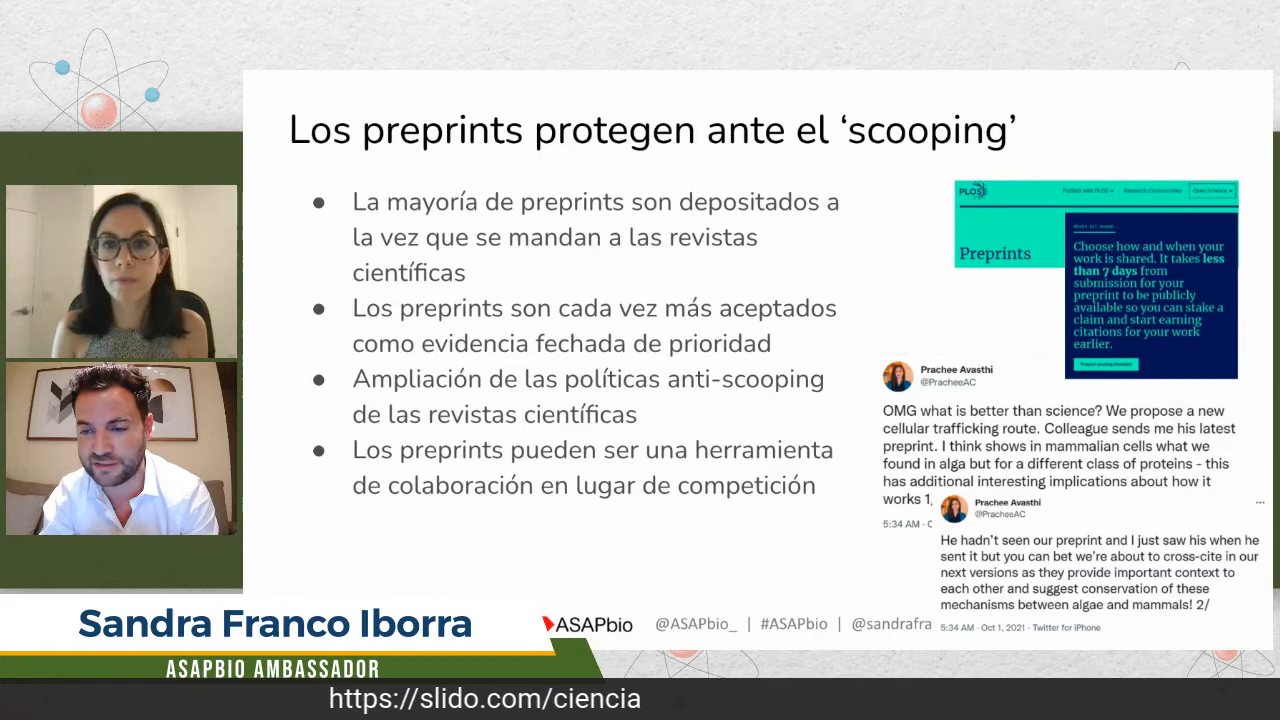 Los preprints protegen ante el ‘scooping’
● La mayoría de preprints son depositados a
la vez que se mandan a las revistas
científicas
● Los preprints son cada vez más aceptados
como evidencia fechada de prioridad
● Ampliación de las políticas anti-scooping
de las revistas científicas
● Los preprints pueden ser una herramienta
de colaboración en lugar de competición
PLOS
Publish with PLOS
Research Communities
Open Science
Preprints
Choose how and when your
work is shared. It takes less
than 7 days from
submission for your
preprint to be publicly
available so you can stake a
claim and start earning
citations for your work
earlier.
Prachee Avasthi
@PracheeAC
OMG what is better than science? We propose a new
cellular trafficking route. Colleague sends me his latest
preprint. I think shows in mammalian cells what we
found in alga but for a different class of proteins - this
has additional interesting implications about how it
works 1,
5:34 AM · O
Prachee Avasthi
@PracheeAC
He hadn’t seen our preprint and I just saw his when he
sent it but you can bet we’re about to cross-cite in our
next versions as they provide important context to
each other and suggest conservation of these
mechanisms between algae and mammals! 2/
5:34 AM · Oct 1, 2021 · Twitter for iPhone
ASAPbio @ASAPbio_ | #ASAPbio | @sandrafra
Sandra Franco Iborra
ASAPBIO AMBASSADOR
https://slido.com/ciencia